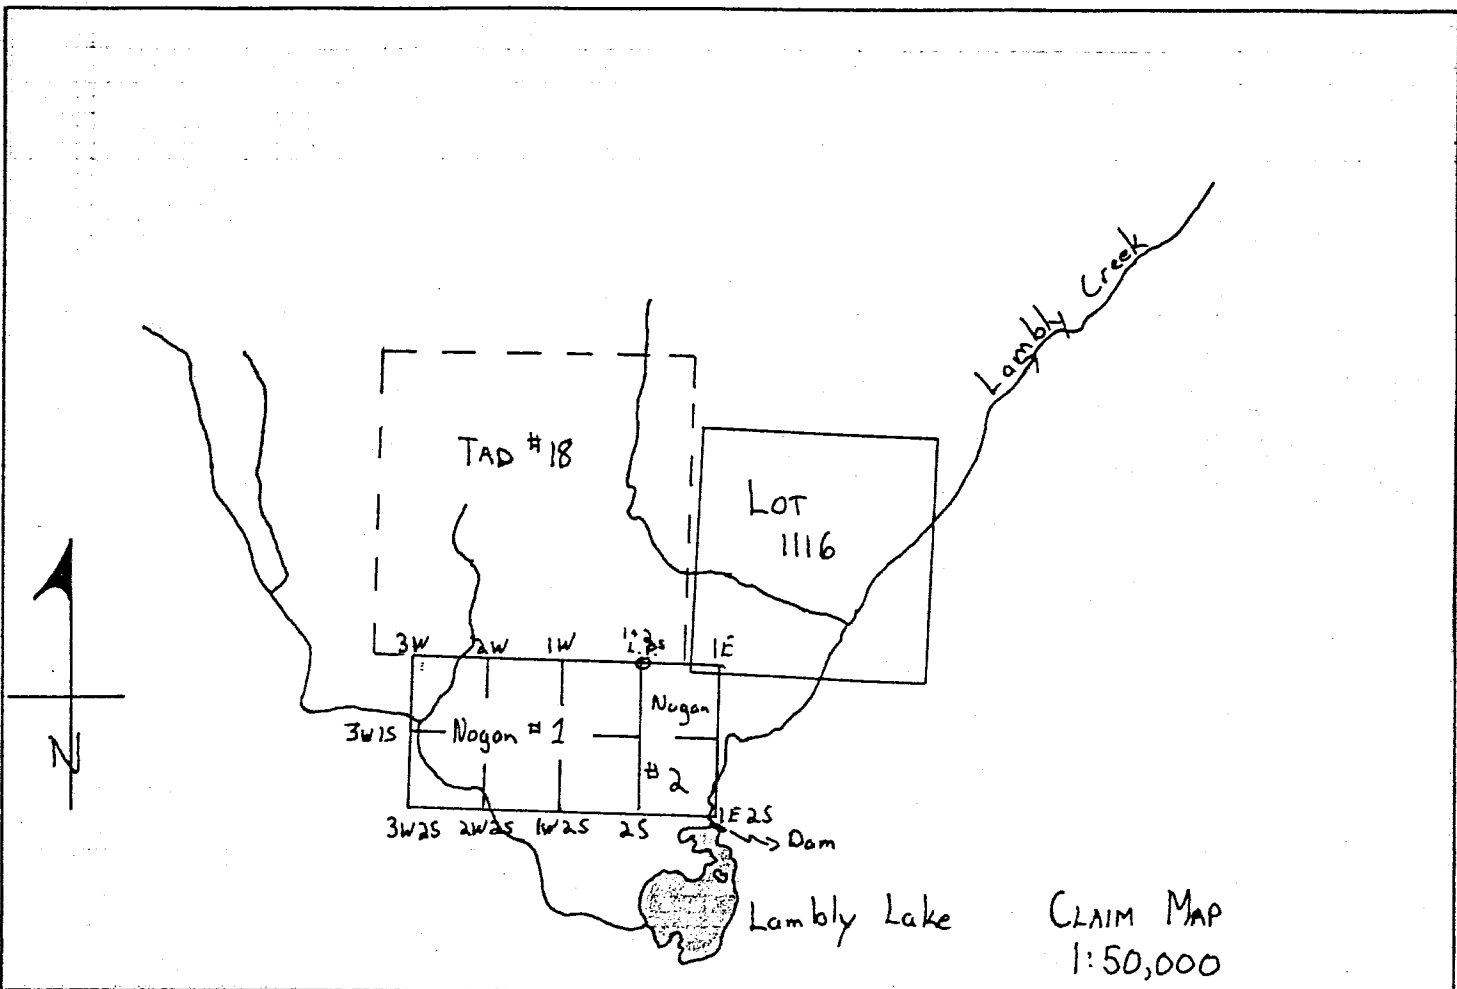 Lambly Creek
TAD #18
LOT
1116
3W
2W
1W
1+2
L.P.s
1E
Nogan
3W1S
Nogan #1
#2
3W2S
2W2S
1W2S
2S
1E2S
Dam
N
Lambly Lake
CLAIM MAP
1:50,000